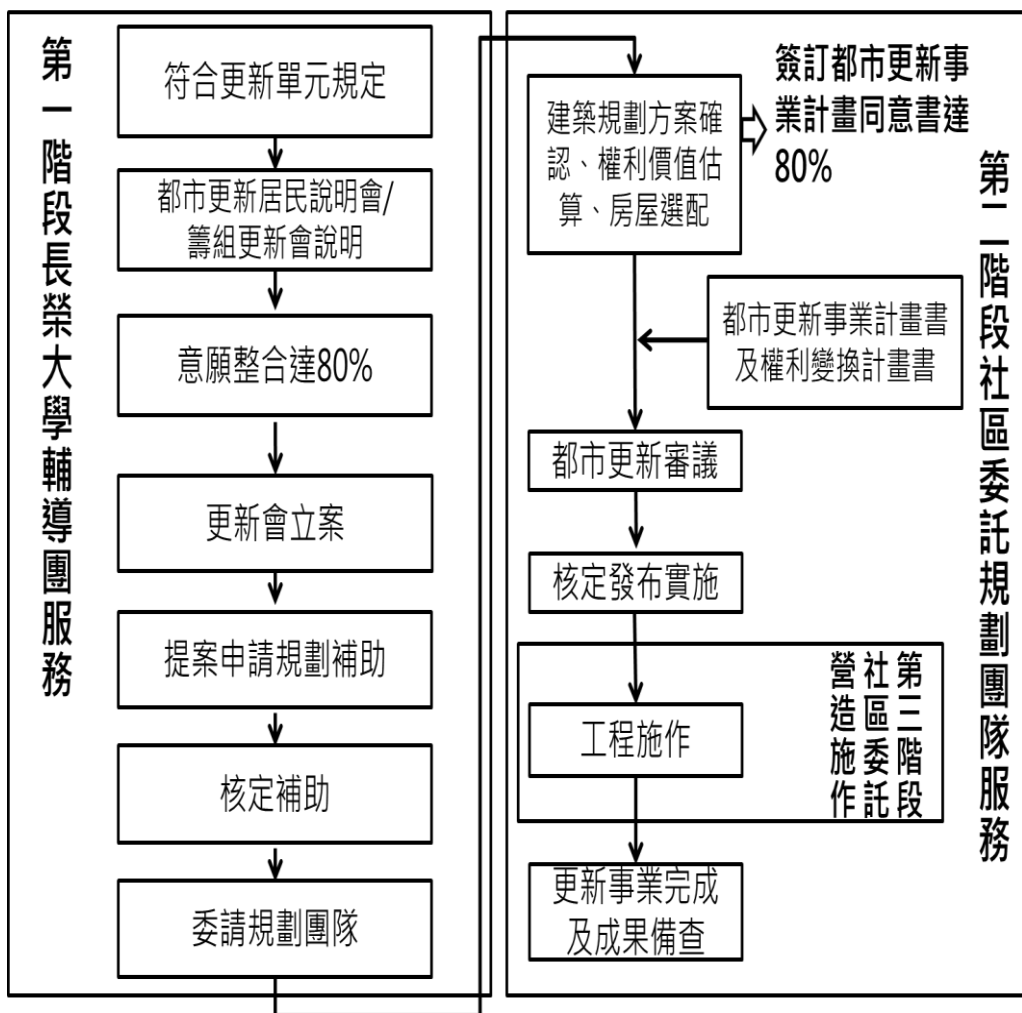 第一階段長榮大學輔導團服務
符合更新單元規定
都市更新居民說明會/
籌組更新會說明
意願整合達80%
更新會立案
提案申請規劃補助
核定補助
委請規劃團隊
第二階段社區委託規劃團隊服務
建築規劃方案確
認、權利價值估
算、房屋選配
簽訂都市更新事
業計畫同意書達
80%
都市更新事業計畫書
及權利變換計畫書
都市更新審議
核定發布實施
第三階段
社區委託
營造施作
工程施作
更新事業完成
及成果備查